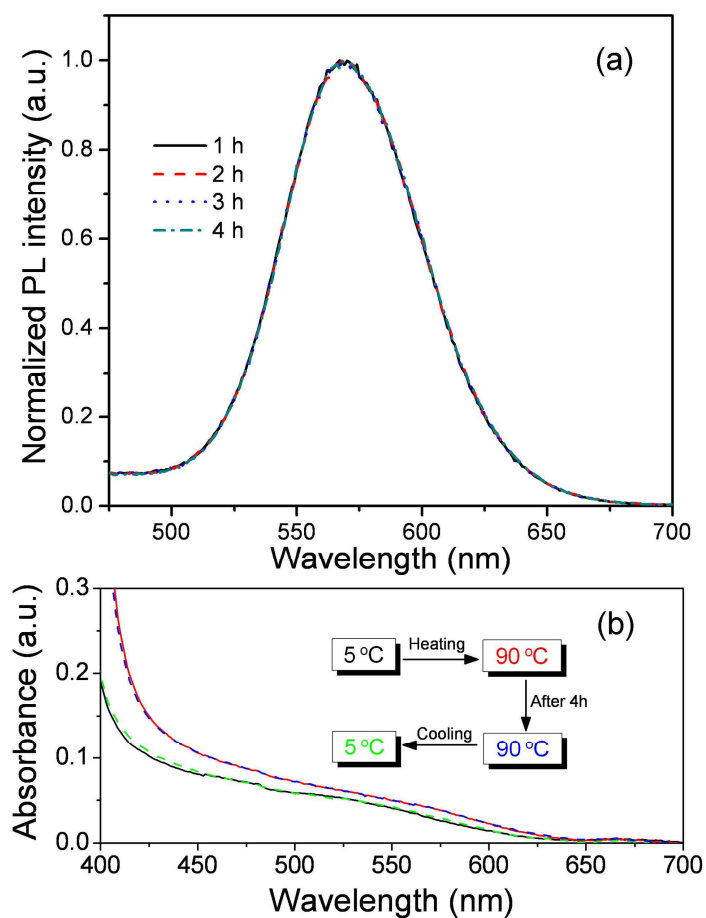 (a)
Normalized PL intensity (a.u.)
1.0
0.8
0.6
0.4
0.2
0.0
1 h
2 h
3 h
4 h
500 550 600 650 700
Wavelength (nm)
(b)
Absorbance (a.u.)
0.3
0.2
0.1
0.0
5 °C Heating 90 °C
After 4h
5 °C Cooling 90 °C
400 450 500 550 600 650 700
Wavelength (nm)